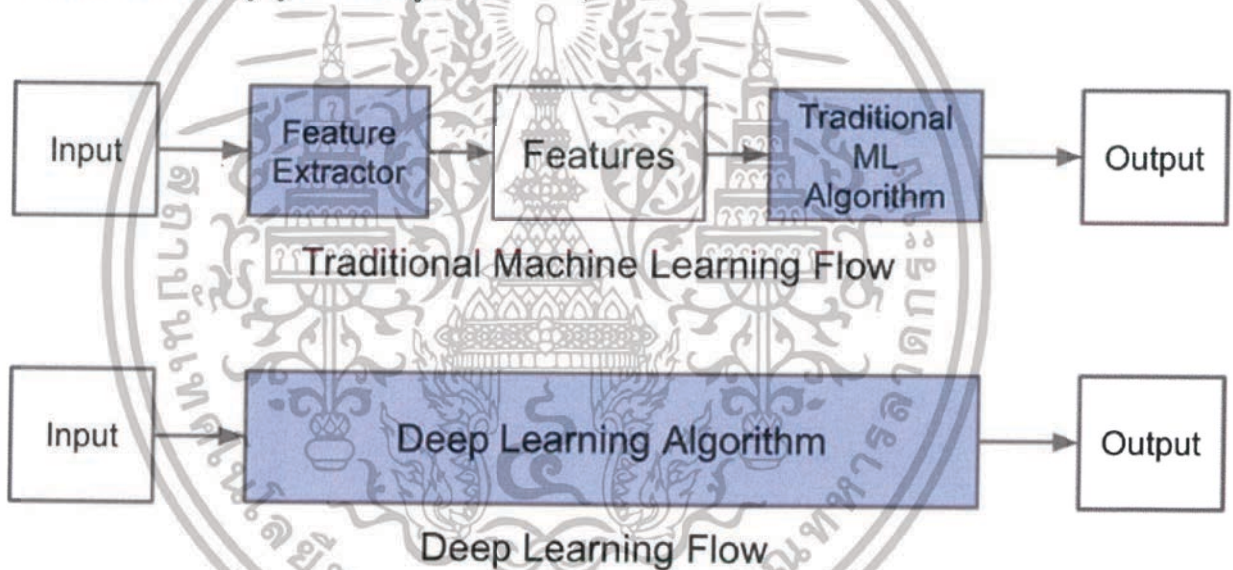 Input
Feature
Extractor
Features
Traditional
ML
Algorithm
Output
Traditional Machine Learning Flow
Input
Deep Learning Algorithm
Output
Deep Learning Flow